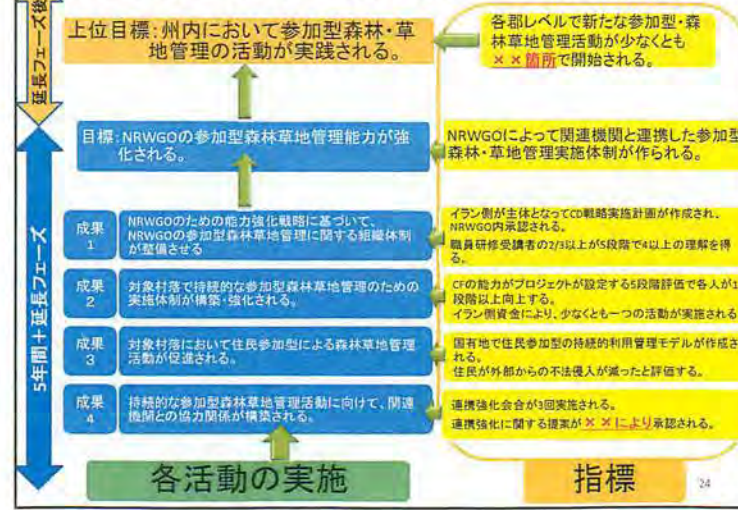 延長フェーズ後
上位目標:州内において参加型森林・草
地管理の活動が実践される。
各郡レベルで新たな参加型・森
林草地管理活動が少なくとも
××箇所で開始される。
5年間+延長フェーズ
目標:NRWGOの参加型森林草地管理能力が強
化される。
NRWGOによって関連機関と連携した参加型
森林・草地管理実施体制が作られる。
成果
1
NRWGOのための能力強化戦略に基づいて、
NRWGOの参加型森林草地管理に関する組織体制
が整備させる
イラン側が主体となってCD戦略実施計画が作成され、
NRWGO内承認される。
職員研修受講者の2/3以上が5段階で4以上の理解を得
る。
成果
2
対象村落で持続的な参加型森林草地管理のための
実施体制が構築・強化される。
CFの能力がプロジェクトが設定する5段階評価で各人が1
段階以上向上する。
イラン側資金により、少なくとも一つの活動が実施される
成果
3
対象村落において住民参加型による森林草地管理
活動が促進される。
国有地で住民参加型の持続的利用管理モデルが作成さ
れる。
住民が外部からの不法侵入が減ったと評価する。
成果
4
持続的な参加型森林草地管理活動に向けて、関連
機関との協力関係が構築される。
連携強化会合が3回実施される。
連携強化に関する提案が××により承認される。
各活動の実施
指標
24